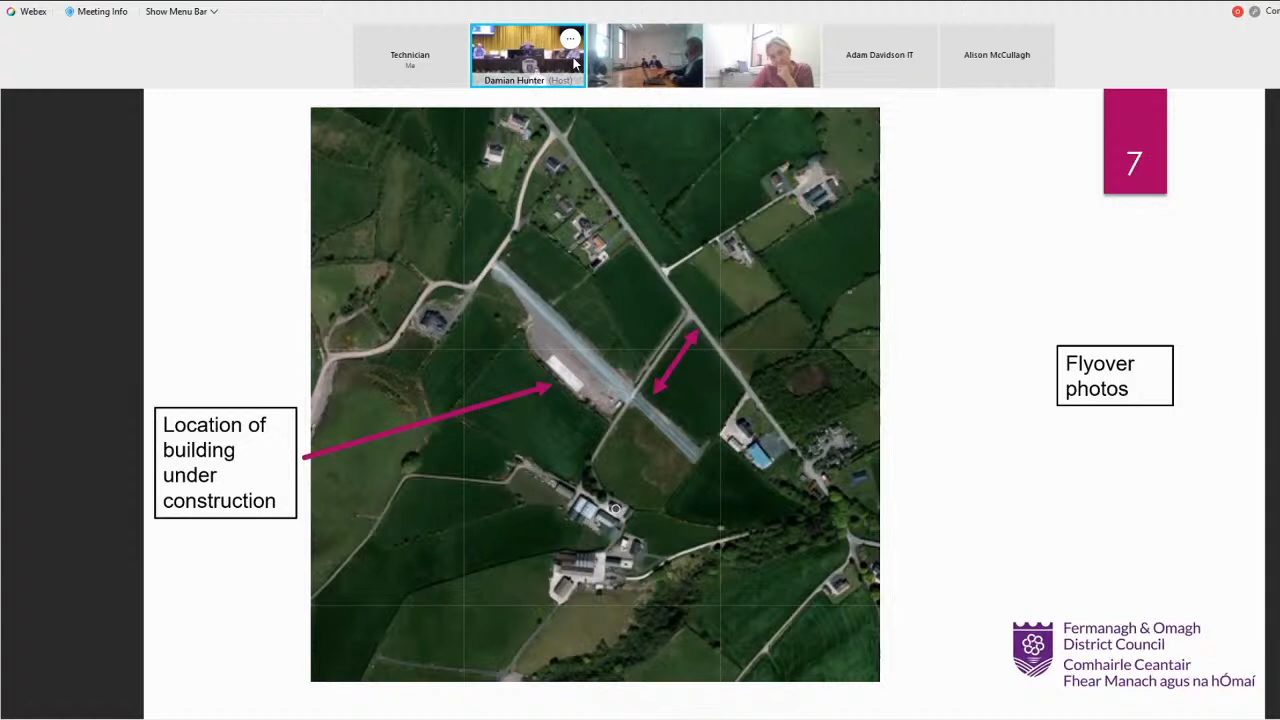 Webex Meeting Info Show Menu Bar
Technician
Me
Damian Hunter (Host)
Adam Davidson IT
Alison McCullagh
7
Flyover
photos
Location of
building
under
construction
Fermanagh & Omagh
District Council
Comhairle Ceantair
Fhear Manach agus na hÓmaí